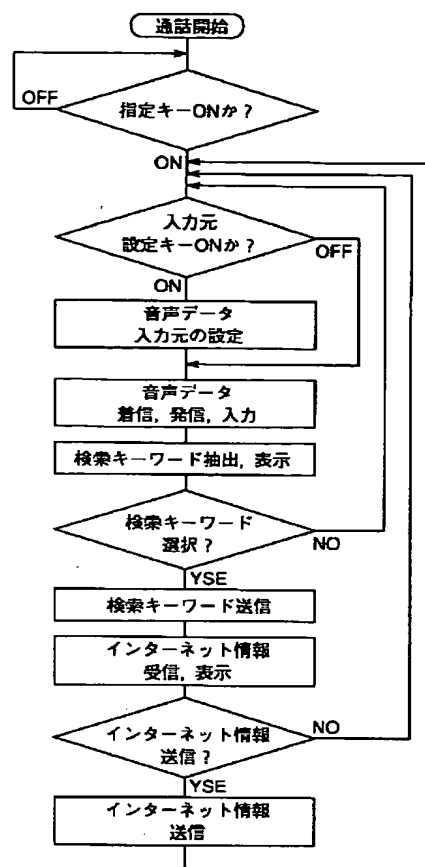 通話開始
OFF
指定キーONか？
ON
入力元
設定キーONか？
OFF
ON
音声データ
入力元の設定
音声データ
着信，発信，入力
検索キーワード抽出，表示
検索キーワード
選択？
NO
YSE
検索キーワード送信
インターネット情報
受信，表示
インターネット情報
送信？
NO
YSE
インターネット情報
送信